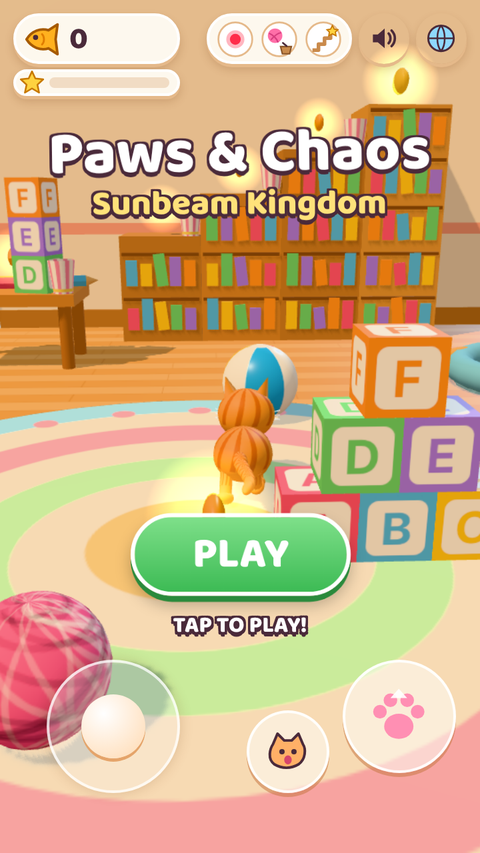 0
Paws & Chaos
Sunbeam Kingdom
F F
E E
D
F
F F
D D E
A B C
PLAY
TAP TO PLAY!